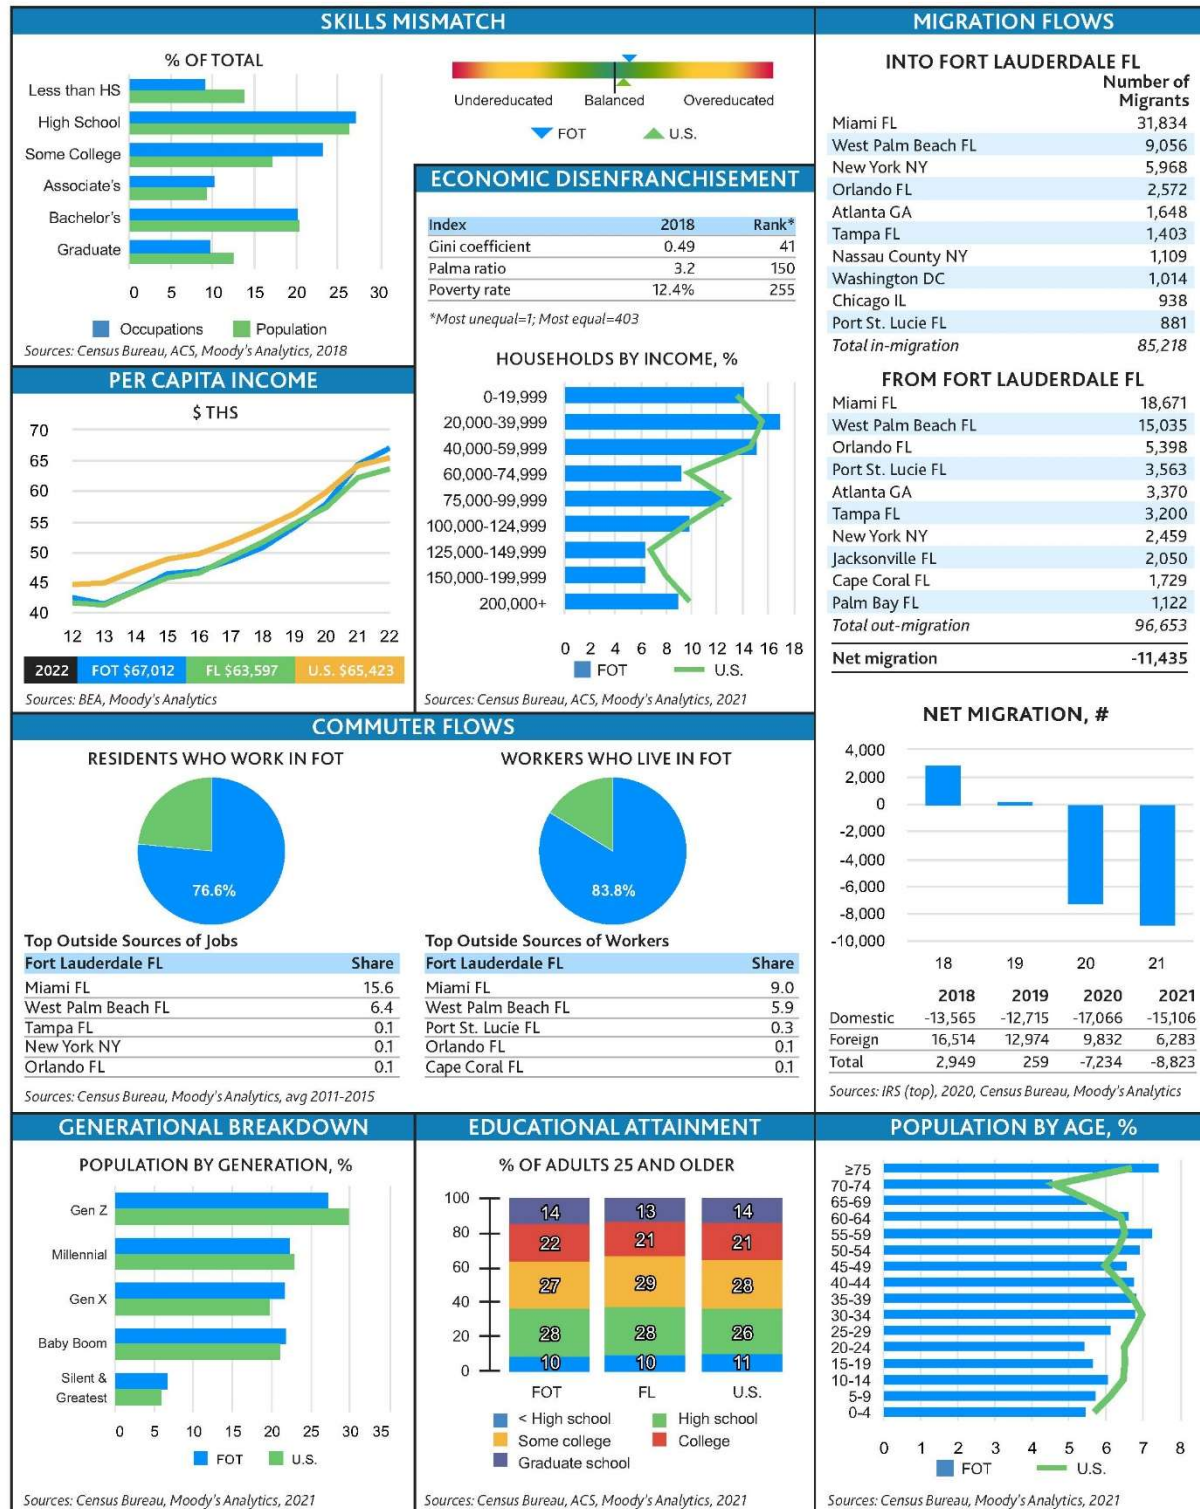 SKILLS MISMATCH
% OF TOTAL
Less than HS
High School
Some College
Associate's
Bachelor's
Graduate
0 5 10 15 20 25 30
Occupations Population
Sources: Census Bureau, ACS, Moody's Analytics, 2018
Undereducated Balanced Overeducated
FOT U.S.
PER CAPITA INCOME
$ THS
70
65
60
55
50
45
40
12 13 14 15 16 17 18 19 20 21 22
2022 FOT $67,012 FL $63,597 U.S. $65,423
Sources: BEA, Moody's Analytics
ECONOMIC DISENFRANCHISEMENT
Index 2018 Rank*
Gini coefficient 0.49 41
Palma ratio 3.2 150
Poverty rate 12.4% 255
*Most unequal=1; Most equal=403
HOUSEHOLDS BY INCOME, %
0-19,999
20,000-39,999
40,000-59,999
60,000-74,999
75,000-99,999
100,000-124,999
125,000-149,999
150,000-199,999
200,000+
0 2 4 6 8 10 12 14 16 18
FOT U.S.
Sources: Census Bureau, ACS, Moody's Analytics, 2021
MIGRATION FLOWS
INTO FORT LAUDERDALE FL
Number of
Migrants
Miami FL 31,834
West Palm Beach FL 9,056
New York NY 5,968
Orlando FL 2,572
Atlanta GA 1,648
Tampa FL 1,403
Nassau County NY 1,109
Washington DC 1,014
Chicago IL 938
Port St. Lucie FL 881
Total in-migration 85,218
FROM FORT LAUDERDALE FL
Miami FL 18,671
West Palm Beach FL 15,035
Orlando FL 5,398
Port St. Lucie FL 3,563
Atlanta GA 3,370
Tampa FL 3,200
New York NY 2,459
Jacksonville FL 2,050
Cape Coral FL 1,729
Palm Bay FL 1,122
Total out-migration 96,653
Net migration -11,435
NET MIGRATION, #
4,000
2,000
0
-2,000
-4,000
-6,000
-8,000
-10,000
18 19 20 21
2018 2019 2020 2021
Domestic -13,565 -12,715 -17,066 -15,106
Foreign 16,514 12,974 9,832 6,283
Total 2,949 259 -7,234 -8,823
Sources: IRS (top), 2020, Census Bureau, Moody's Analytics
COMMUTER FLOWS
RESIDENTS WHO WORK IN FOT
76.6%
Top Outside Sources of Jobs
Fort Lauderdale FL Share
Miami FL 15.6
West Palm Beach FL 6.4
Tampa FL 0.1
New York NY 0.1
Orlando FL 0.1
Sources: Census Bureau, Moody's Analytics, avg 2011-2015
WORKERS WHO LIVE IN FOT
83.8%
Top Outside Sources of Workers
Fort Lauderdale FL Share
Miami FL 9.0
West Palm Beach FL 5.9
Port St. Lucie FL 0.3
Orlando FL 0.1
Cape Coral FL 0.1
GENERATIONAL BREAKDOWN
POPULATION BY GENERATION, %
Gen Z
Millennial
Gen X
Baby Boom
Silent &
Greatest
0 5 10 15 20 25 30 35
FOT U.S.
Sources: Census Bureau, Moody's Analytics, 2021
EDUCATIONAL ATTAINMENT
% OF ADULTS 25 AND OLDER
100
80
60
40
20
0
14 13 14
22 21 21
27 29 28
28 28 26
10 10 11
FOT FL U.S.
< High school High school
Some college College
Graduate school
Sources: Census Bureau, ACS, Moody's Analytics, 2021
POPULATION BY AGE, %
≥75
70-74
65-69
60-64
55-59
50-54
45-49
40-44
35-39
30-34
25-29
20-24
15-19
10-14
5-9
0-4
0 1 2 3 4 5 6 7 8
FOT U.S.
Sources: Census Bureau, Moody's Analytics, 2021